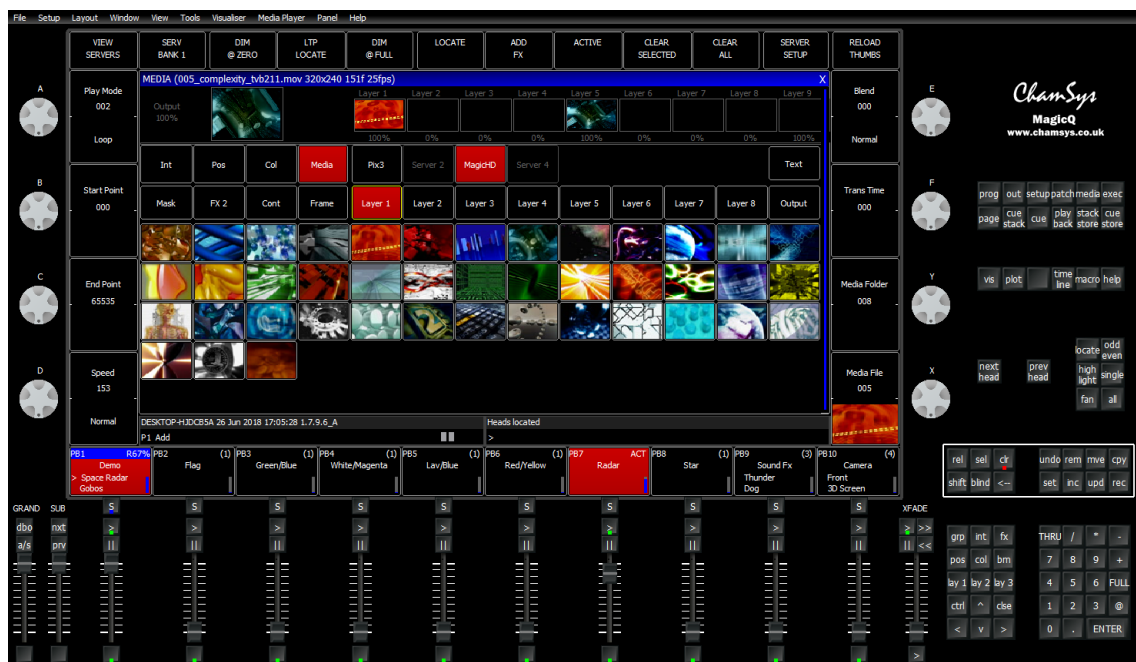 File Setup Layout Window View Tools Visualiser Media Player Panel Help
VIEW SERVERS
SERV BANK 1
DIM @ ZERO
LTP LOCATE
DIM @ FULL
LOCATE
ADD FX
ACTIVE
CLEAR SELECTED
CLEAR ALL
SERVER SETUP
RELOAD THUMBS
MEDIA (005_complexity_tvb211.mov 320x240 151f 25fps) X
A
Play Mode
002
Loop
Output
100%
Layer 1 Layer 2 Layer 3 Layer 4 Layer 5 Layer 6 Layer 7 Layer 8 Layer 9
100% 0% 0% 0% 100% 0% 0% 0% 100%
Blend
000
Normal
E
ChamSys
MagicQ
www.chamsys.co.uk
Int Pos Col Media Pix3 Server 2 MagicHD Server 4 Text
B
Start Point
000
Mask FX 2 Cont Frame Layer 1 Layer 2 Layer 3 Layer 4 Layer 5 Layer 6 Layer 7 Layer 8 Output
Trans Time
000
F
prog out setup patch media exec
page cue stack cue play back stack store cue store
C
End Point
65535
Media Folder
008
Y
vis plot time line macro help
D
Speed
153
Normal
Media File
005
X
next head
prev head
locate odd even
high light single
fan all
DESKTOP-HJDCB5A 26 Jun 2018 17:05:28 1.7.9.6_A
Heads located
P1 Add
>
PB1 R67% PB2 (1) PB3 (1) PB4 (1) PB5 (1) PB6 (1) PB7 ACT PB8 (1) PB9 (3) PB10 (4)
Demo Flag Green/Blue White/Magenta Lav/Blue Red/Yellow Radar Star Sound Fx Camera
> Space Radar Thunder Front
Gobos Dog 3D Screen
rel sel clr undo rem mve cpy
shift blnd <-- set inc upd rec
GRAND SUB S S S S S S S S S S XFADE
dbo nxt > > > > > > > > > > > >>
a/s prv || || || || || || || || || || || <<
grp int fx THRU / * -
pos col bm 7 8 9 +
lay 1 lay 2 lay 3 4 5 6 FULL
ctrl ^ clse 1 2 3 @
< v > 0 . ENTER
>